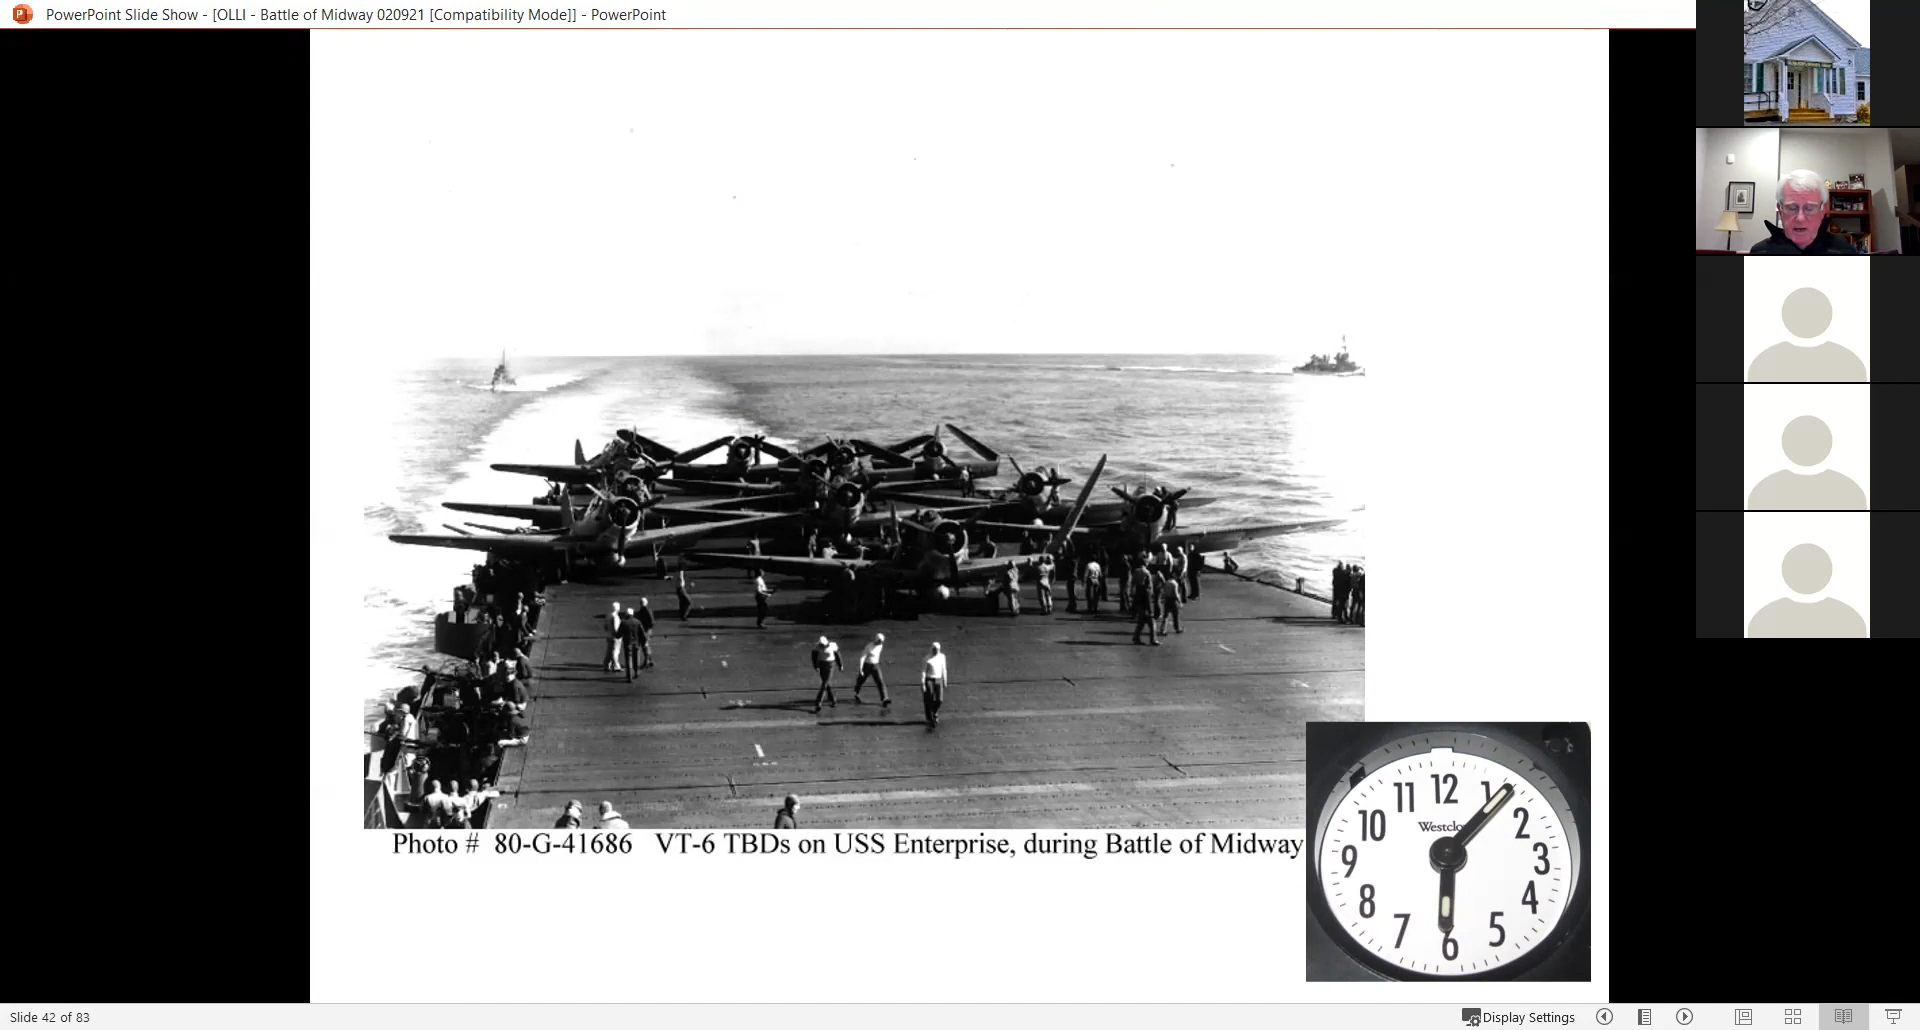 PowerPoint Slide Show - [OLLI - Battle of Midway 020921 [Compatibility Mode]] - PowerPoint
Photo # 80-G-41686 VT-6 TBDs on USS Enterprise, during Battle of Midway
12
11
1
10
2
Westclo
9
3
8
4
7
5
6
Slide 42 of 83
Display Settings